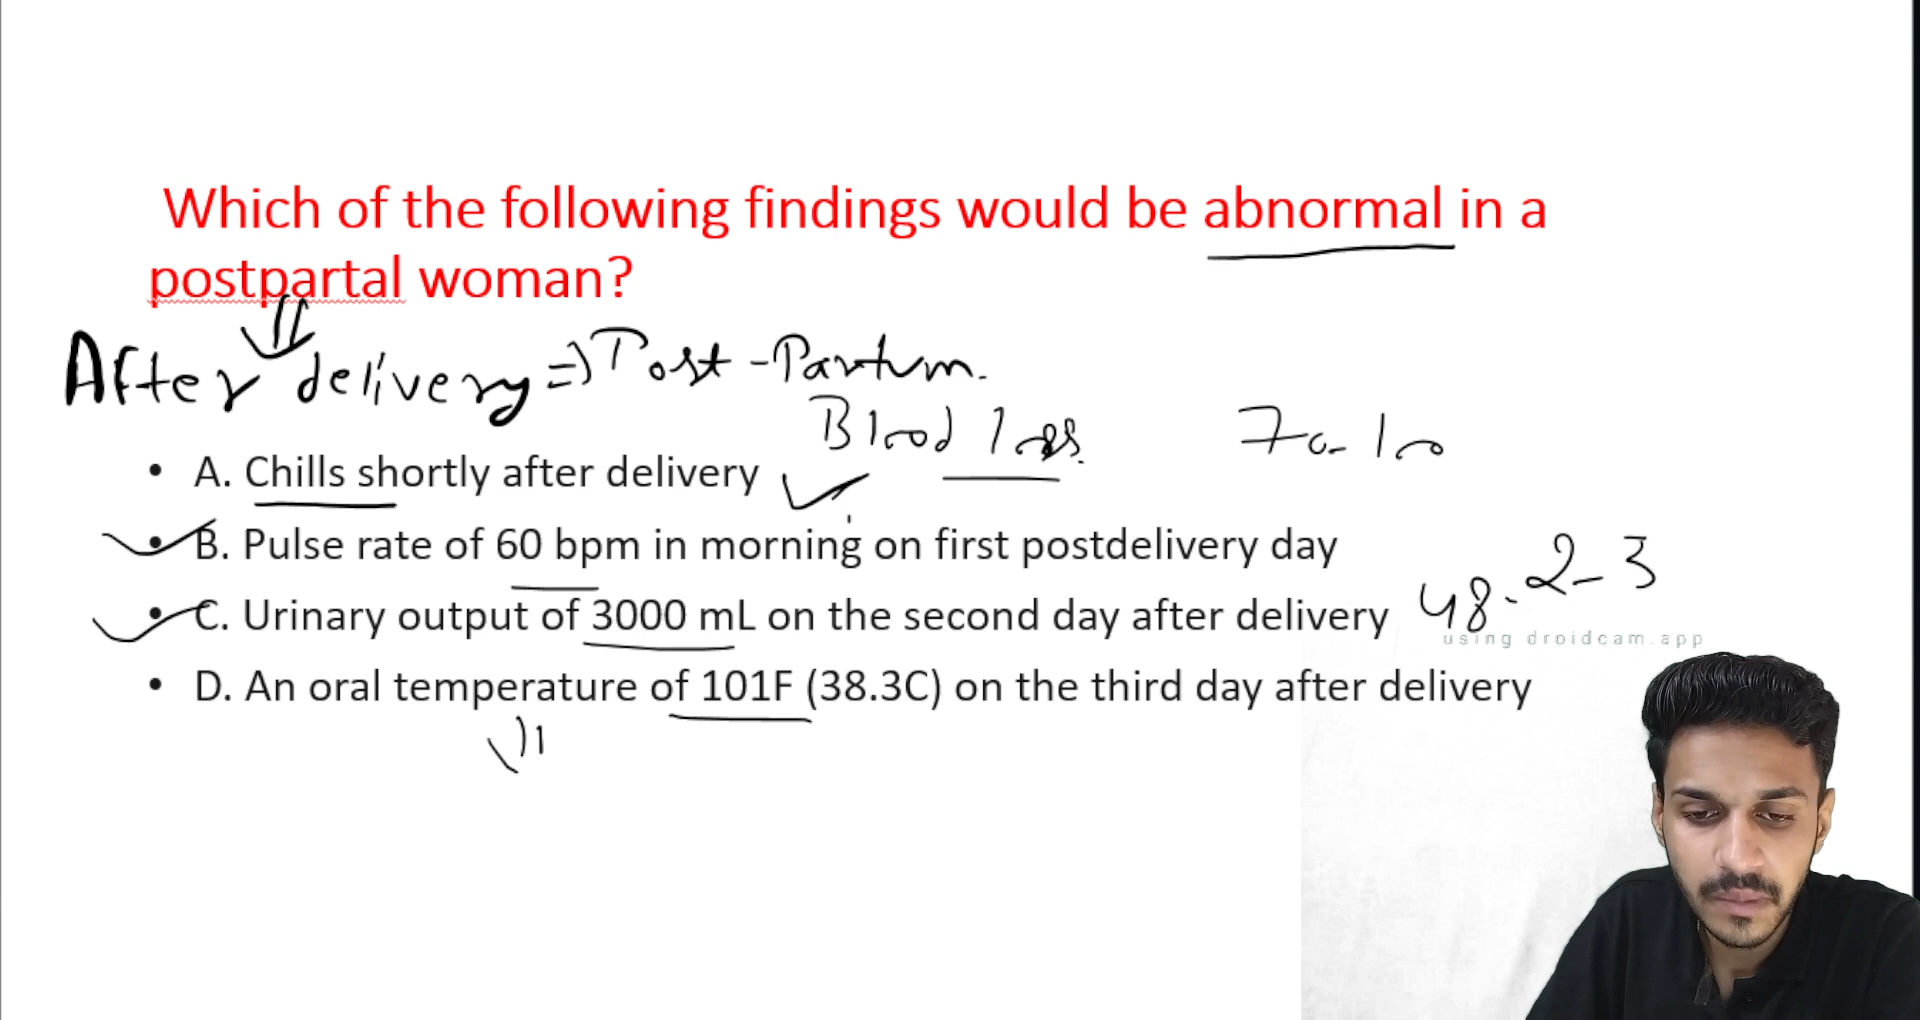 Which of the following findings would be abnormal in a
postpartal woman?
After delivery => Post-Partum.
Blood loss.
A. Chills shortly after delivery
• B. Pulse rate of 60 bpm in morning on first postdelivery day
48-2-3
• C. Urinary output of 3000 mL on the second day after delivery
using droidcam.app
• D. An oral temperature of 101F (38.3C) on the third day after delivery